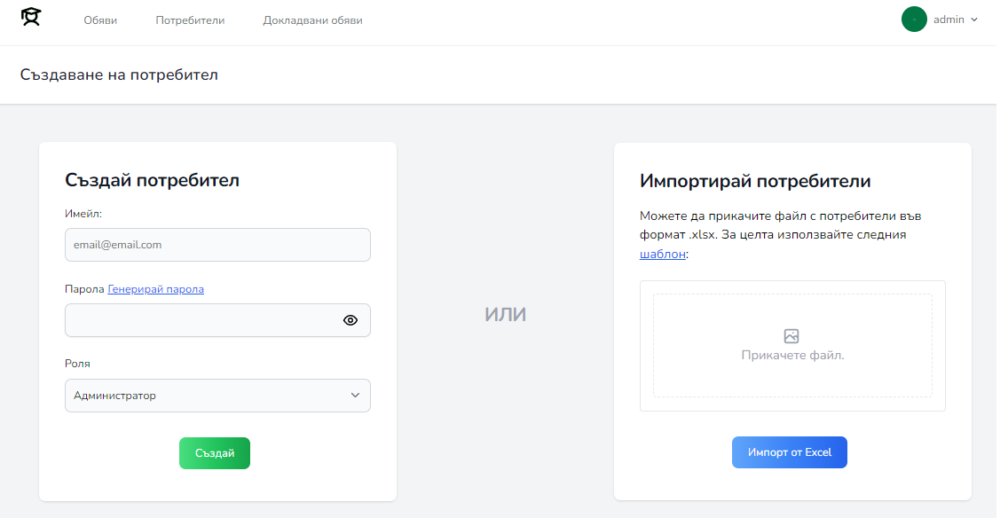 Обяви
Потребители
Докладвани обяви
admin
Създаване на потребител
Създай потребител
Имейл:
email@email.com
Парола Генерирай парола
Роля
Администратор
Създай
ИЛИ
Импортирай потребители
Можете да прикачите файл с потребители във
формат .xlsx. За целта използвайте следния
шаблон:
Прикачете файл.
Импорт от Excel